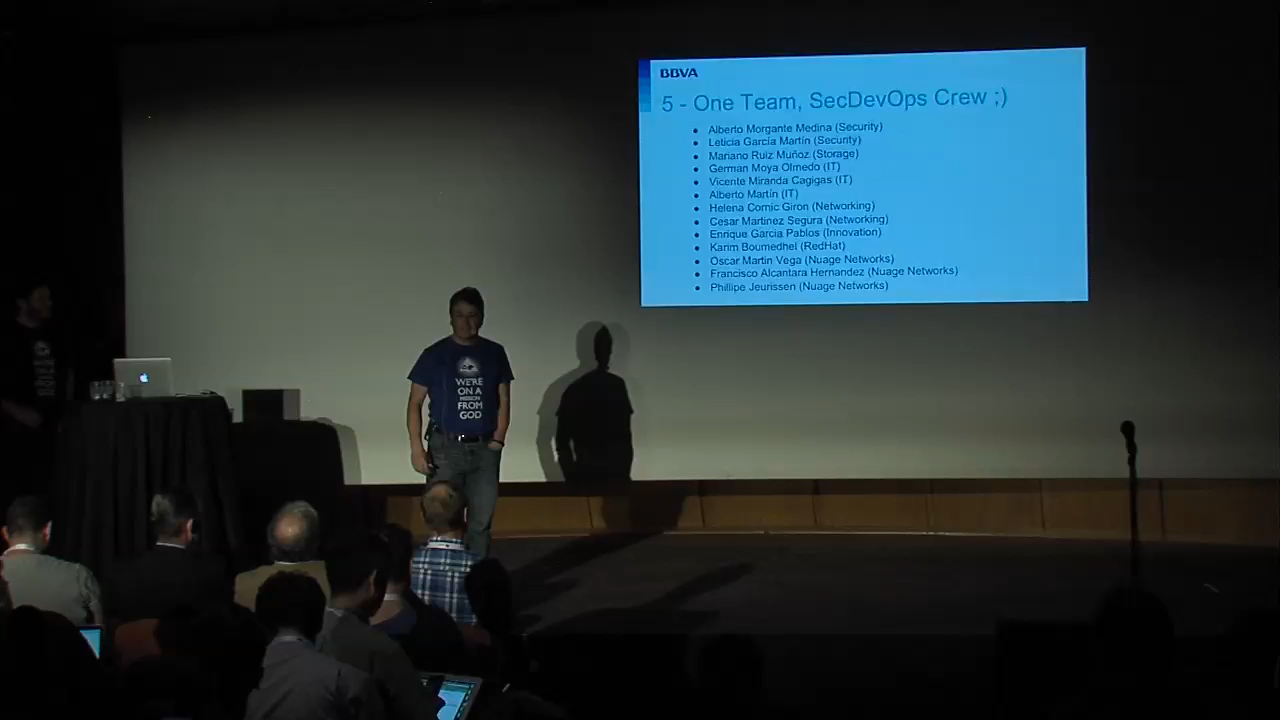 BBVA
5 - One Team, SecDevOps Crew ;)
• Alberto Morgante Medina (Security)
• Leticia García Martín (Security)
• Mariano Ruiz Muñoz (Storage)
• German Moya Olmedo (IT)
• Vicente Miranda Cagigas (IT)
• Alberto Martín (IT)
• Helena Cornic Giron (Networking)
• Cesar Martinez Segura (Networking)
• Enrique Garcia Pablos (Innovation)
• Karim Boumedhel (RedHat)
• Oscar Martin Vega (Nuage Networks)
• Francisco Alcantara Hernandez (Nuage Networks)
• Phillipe Jeurissen (Nuage Networks)
WE'RE
ON A
MISSION
FROM
GOD